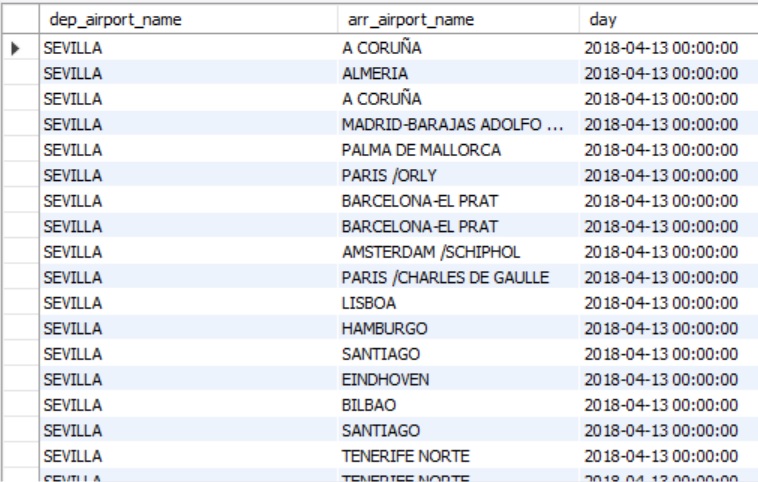 dep_airport_name arr_airport_name day
SEVILLA A CORUÑA 2018-04-13 00:00:00
SEVILLA ALMERIA 2018-04-13 00:00:00
SEVILLA A CORUÑA 2018-04-13 00:00:00
SEVILLA MADRID-BARAJAS ADOLFO ... 2018-04-13 00:00:00
SEVILLA PALMA DE MALLORCA 2018-04-13 00:00:00
SEVILLA PARIS /ORLY 2018-04-13 00:00:00
SEVILLA BARCELONA-EL PRAT 2018-04-13 00:00:00
SEVILLA BARCELONA-EL PRAT 2018-04-13 00:00:00
SEVILLA AMSTERDAM /SCHIPHOL 2018-04-13 00:00:00
SEVILLA PARIS /CHARLES DE GAULLE 2018-04-13 00:00:00
SEVILLA LISBOA 2018-04-13 00:00:00
SEVILLA HAMBURGO 2018-04-13 00:00:00
SEVILLA SANTIAGO 2018-04-13 00:00:00
SEVILLA EINDHOVEN 2018-04-13 00:00:00
SEVILLA BILBAO 2018-04-13 00:00:00
SEVILLA SANTIAGO 2018-04-13 00:00:00
SEVILLA TENERIFE NORTE 2018-04-13 00:00:00
SEVILLA TENERIFE NORTE 2018-04-13 00:00:00